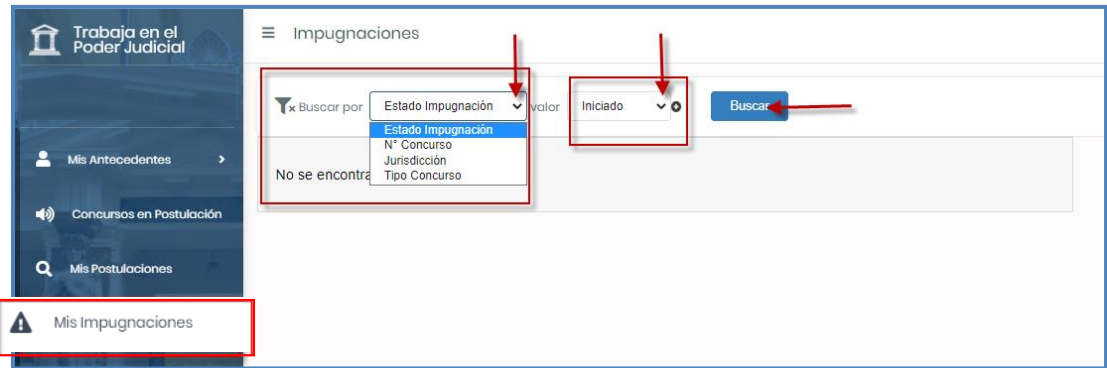 Trabaja en el
Poder Judicial
Impugnaciones
Buscar por Estado Impugnación valor Iniciado Buscar
Estado Impugnación
N° Concurso
Jurisdicción
Tipo Concurso
No se encontra
Mis Antecedentes
Concursos en Postulación
Mis Postulaciones
Mis Impugnaciones